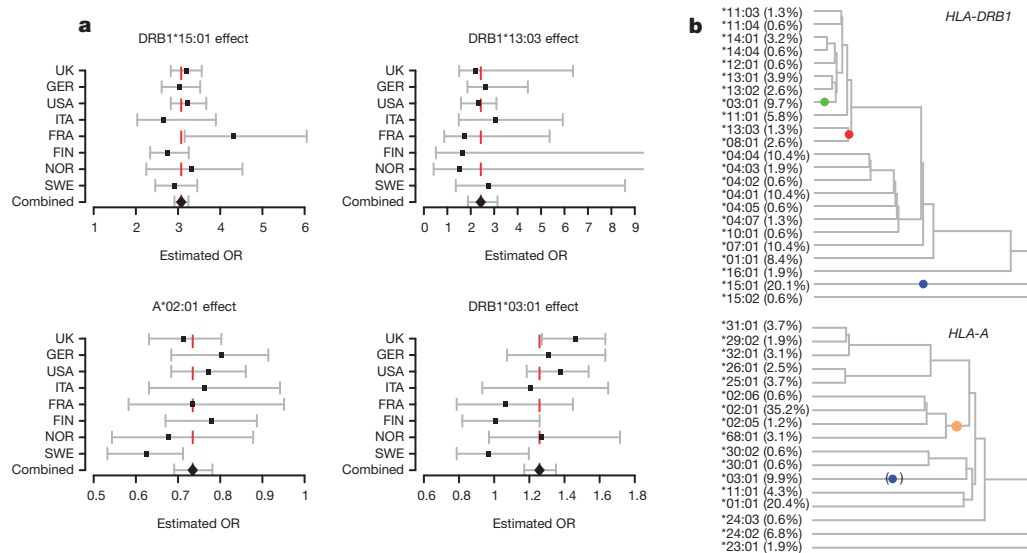 a
DRB1*15:01 effect
UK
GER
USA
ITA
FRA
FIN
NOR
SWE
Combined
1 2 3 4 5 6
Estimated OR
DRB1*13:03 effect
UK
GER
USA
ITA
FRA
FIN
NOR
SWE
Combined
0 1 2 3 4 5 6 7 8 9
Estimated OR
A*02:01 effect
UK
GER
USA
ITA
FRA
FIN
NOR
SWE
Combined
0.5 0.6 0.7 0.8 0.9 1
Estimated OR
DRB1*03:01 effect
UK
GER
USA
ITA
FRA
FIN
NOR
SWE
Combined
0.6 0.8 1 1.2 1.4 1.6 1.8
Estimated OR
b
HLA-DRB1
*11:03 (1.3%)
*11:04 (0.6%)
*14:01 (3.2%)
*14:04 (0.6%)
*12:01 (0.6%)
*13:01 (3.9%)
*13:02 (2.6%)
*03:01 (9.7%)
*11:01 (5.8%)
*13:03 (1.3%)
*08:01 (2.6%)
*04:04 (10.4%)
*04:03 (1.9%)
*04:02 (0.6%)
*04:01 (10.4%)
*04:05 (0.6%)
*04:07 (1.3%)
*10:01 (0.6%)
*07:01 (10.4%)
*01:01 (8.4%)
*16:01 (1.9%)
*15:01 (20.1%)
*15:02 (0.6%)
HLA-A
*31:01 (3.7%)
*29:02 (1.9%)
*32:01 (3.1%)
*26:01 (2.5%)
*25:01 (3.7%)
*02:06 (0.6%)
*02:01 (35.2%)
*02:05 (1.2%)
*68:01 (3.1%)
*30:02 (0.6%)
*30:01 (0.6%)
*03:01 (9.9%) ( )
*11:01 (4.3%)
*01:01 (20.4%)
*24:03 (0.6%)
*24:02 (6.8%)
*23:01 (1.9%)